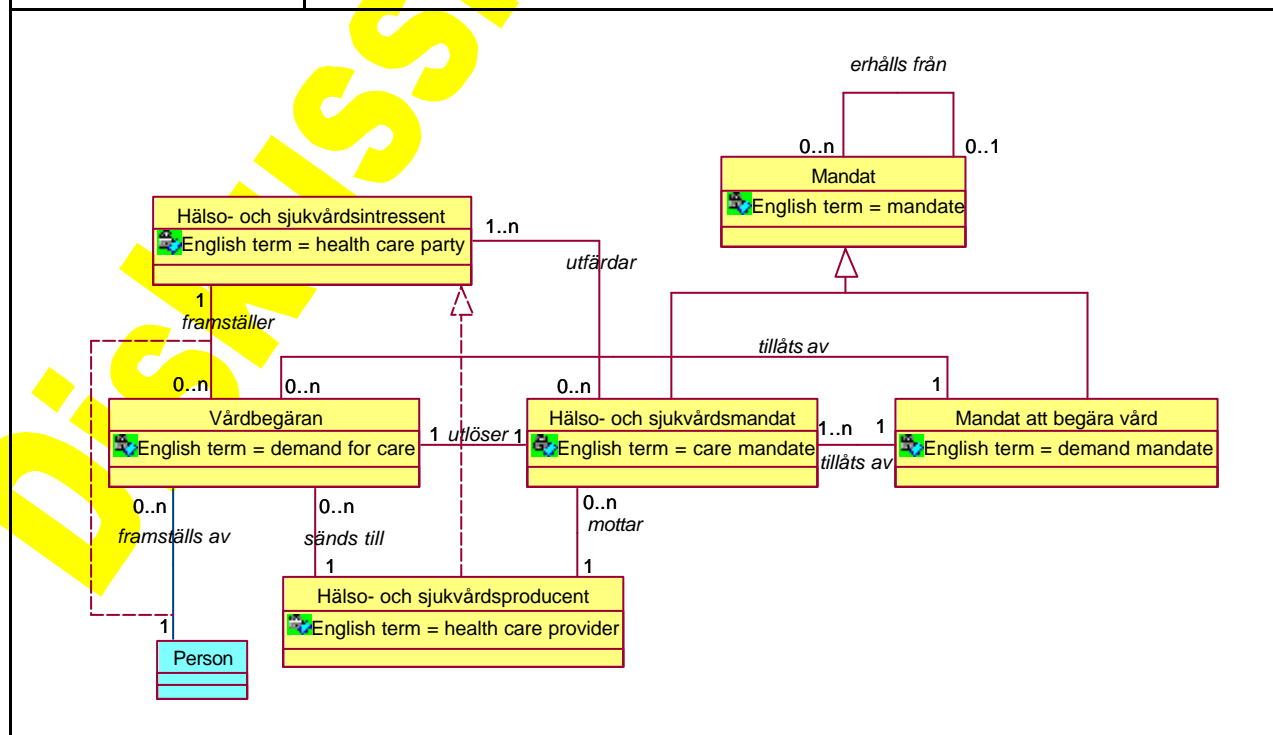 erhålls från
0..n
0..1
Mandat
English term = mandate
Hälso- och sjukvårdsintressent
English term = health care party
1..n
utfärdar
1
framställer
tillåts av
0..n
0..n
0..n
1
Vårdbegäran
English term = demand for care
1
utlöser
1
Hälso- och sjukvårdsmandat
English term = care mandate
1..n
1
tillåts av
Mandat att begära vård
English term = demand mandate
0..n
framställs av
0..n
sänds till
0..n
mottar
1
1
Hälso- och sjukvårdsproducent
English term = health care provider
1
Person
Diskuss